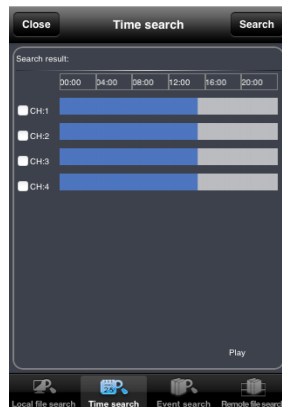 Close Time search Search
Search result:
00:00 04:00 08:00 12:00 16:00 20:00
CH:1
CH:2
CH:3
CH:4
Play
Local file search Time search Event search Remote file search